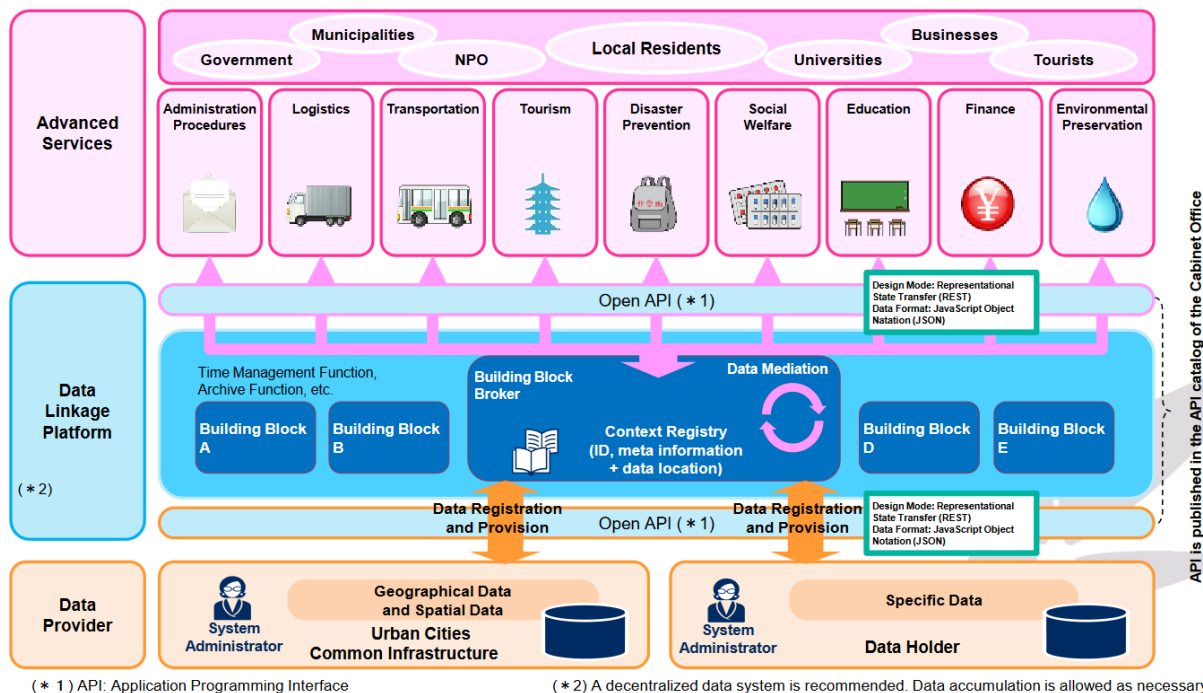 Municipalities
Businesses
Local Residents
Government
NPO
Universities
Tourists
Advanced
Services
Administration
Procedures
Logistics
Transportation
Tourism
Disaster
Prevention
Social
Welfare
Education
Finance
Environmental
Preservation
Open API (*1)
Design Mode: Representational
State Transfer (REST)
Data Format: JavaScript Object
Notation (JSON)
Data
Linkage
Platform
(*2)
Time Management Function,
Archive Function, etc.
Building Block
A
Building Block
B
Building Block
Broker
Data Mediation
Context Registry
(ID, meta information
+ data location)
Building Block
D
Building Block
E
Data Registration
and Provision
Open API (*1)
Data Registration
and Provision
Design Mode: Representational
State Transfer (REST)
Data Format: JavaScript Object
Notation (JSON)
API is published in the API catalog of the Cabinet Office
Data
Provider
System
Administrator
Geographical Data
and Spatial Data
Urban Cities
Common Infrastructure
System
Administrator
Specific Data
Data Holder
(*1) API: Application Programming Interface
(*2) A decentralized data system is recommended. Data accumulation is allowed as necessary